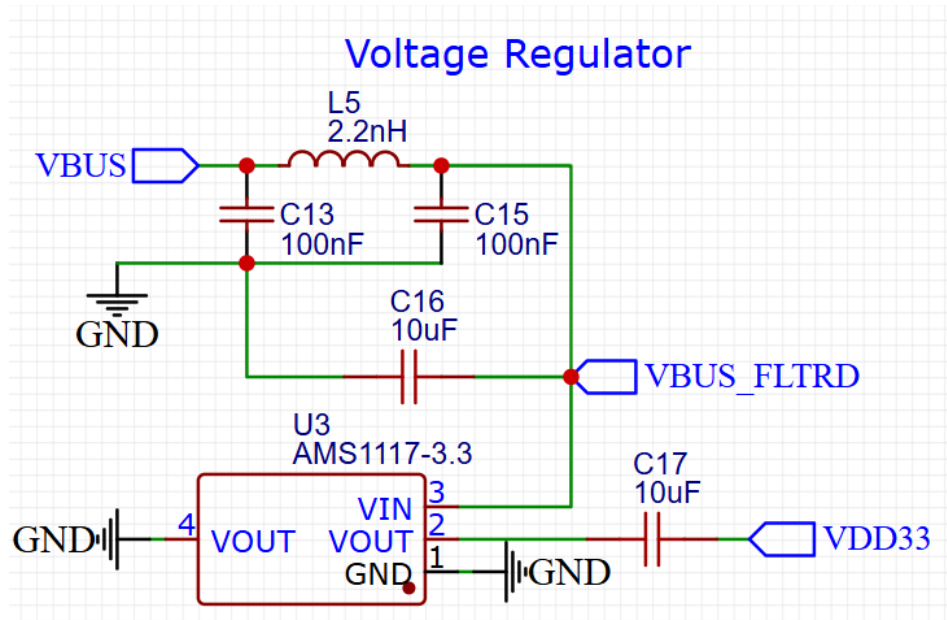 Voltage Regulator
L5
2.2nH
VBUS
C13
100nF
C15
100nF
GND
C16
10uF
VBUS_FLTRD
U3
AMS1117-3.3
C17
10uF
VIN 3
GND 4 VOUT VOUT 2 VDD33
GND 1 GND